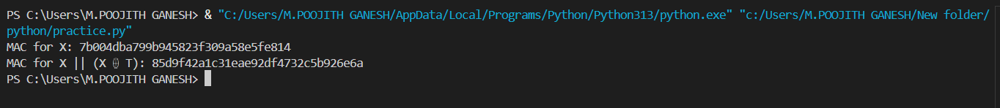 PS C:\Users\M.POOJITH GANESH> & "C:/Users/M.POOJITH GANESH/AppData/Local/Programs/Python/Python313/python.exe" "c:/Users/M.POOJITH GANESH/New folder/
python/practice.py"
MAC for X: 7b004dba799b945823f309a58e5fe814
MAC for X || (X ⊕ T): 85d9f42a1c31eae92df4732c5b926e6a
PS C:\Users\M.POOJITH GANESH>